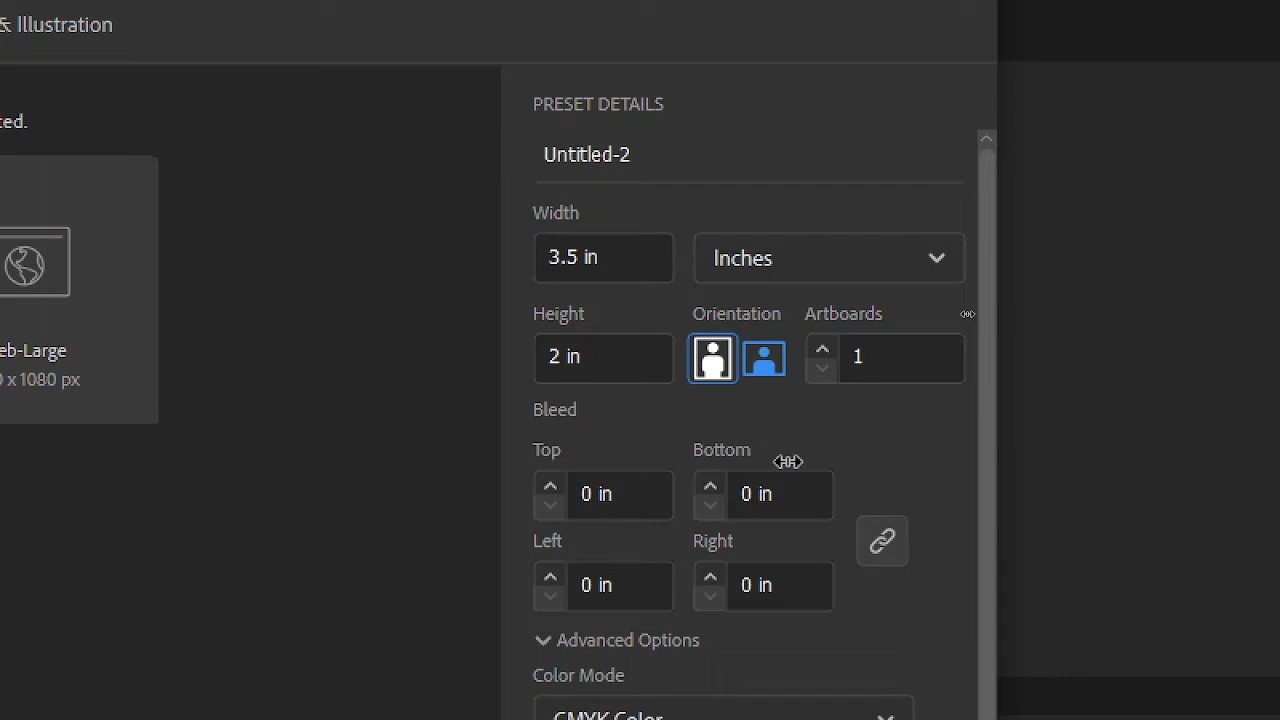 & Illustration
PRESET DETAILS
ted.
Untitled-2
Width
3.5 in
Inches
Height
Orientation
Artboards
2 in
1
eb-Large
x 1080 px
Bleed
Top
Bottom
0 in
0 in
Left
Right
0 in
0 in
Advanced Options
Color Mode
CMYK Color